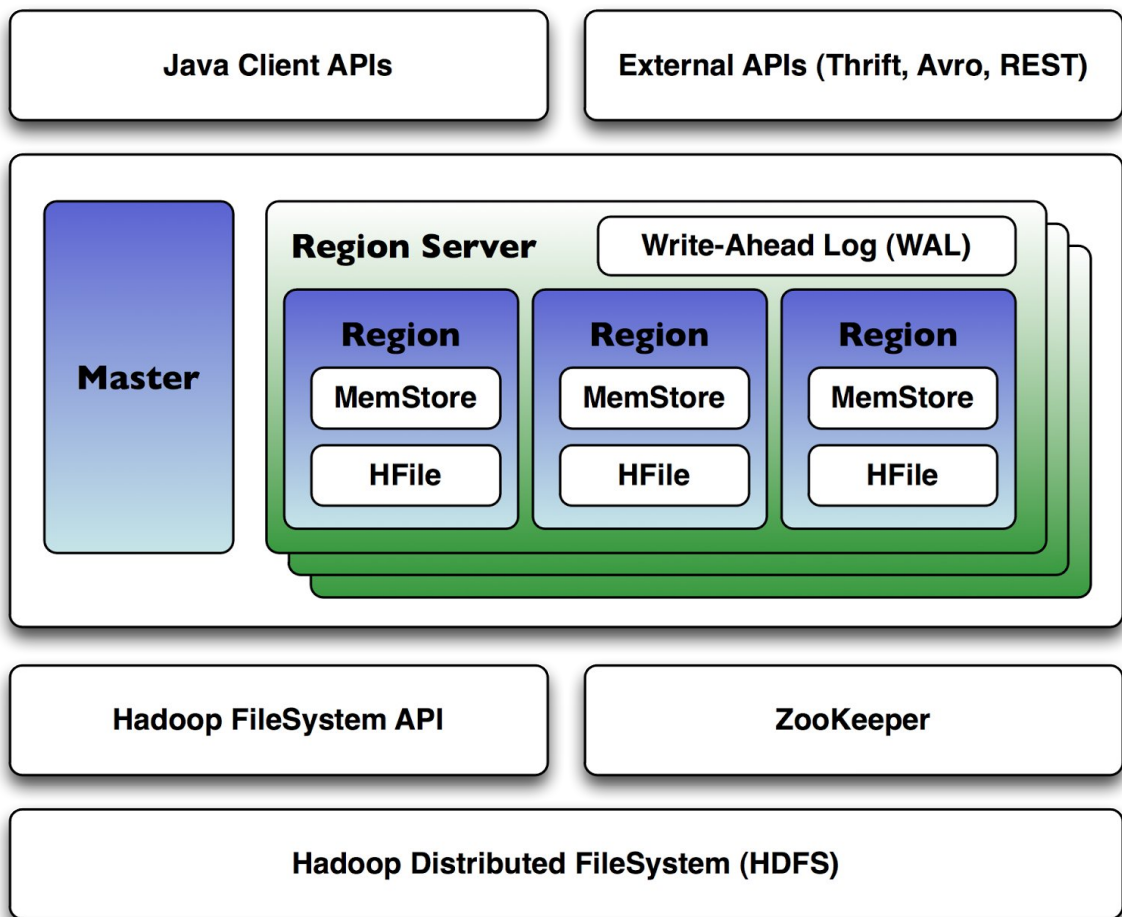 Java Client APIs
External APIs (Thrift, Avro, REST)
Master
Region Server
Write-Ahead Log (WAL)
Region
MemStore
HFile
Region
MemStore
HFile
Region
MemStore
HFile
Hadoop FileSystem API
ZooKeeper
Hadoop Distributed FileSystem (HDFS)